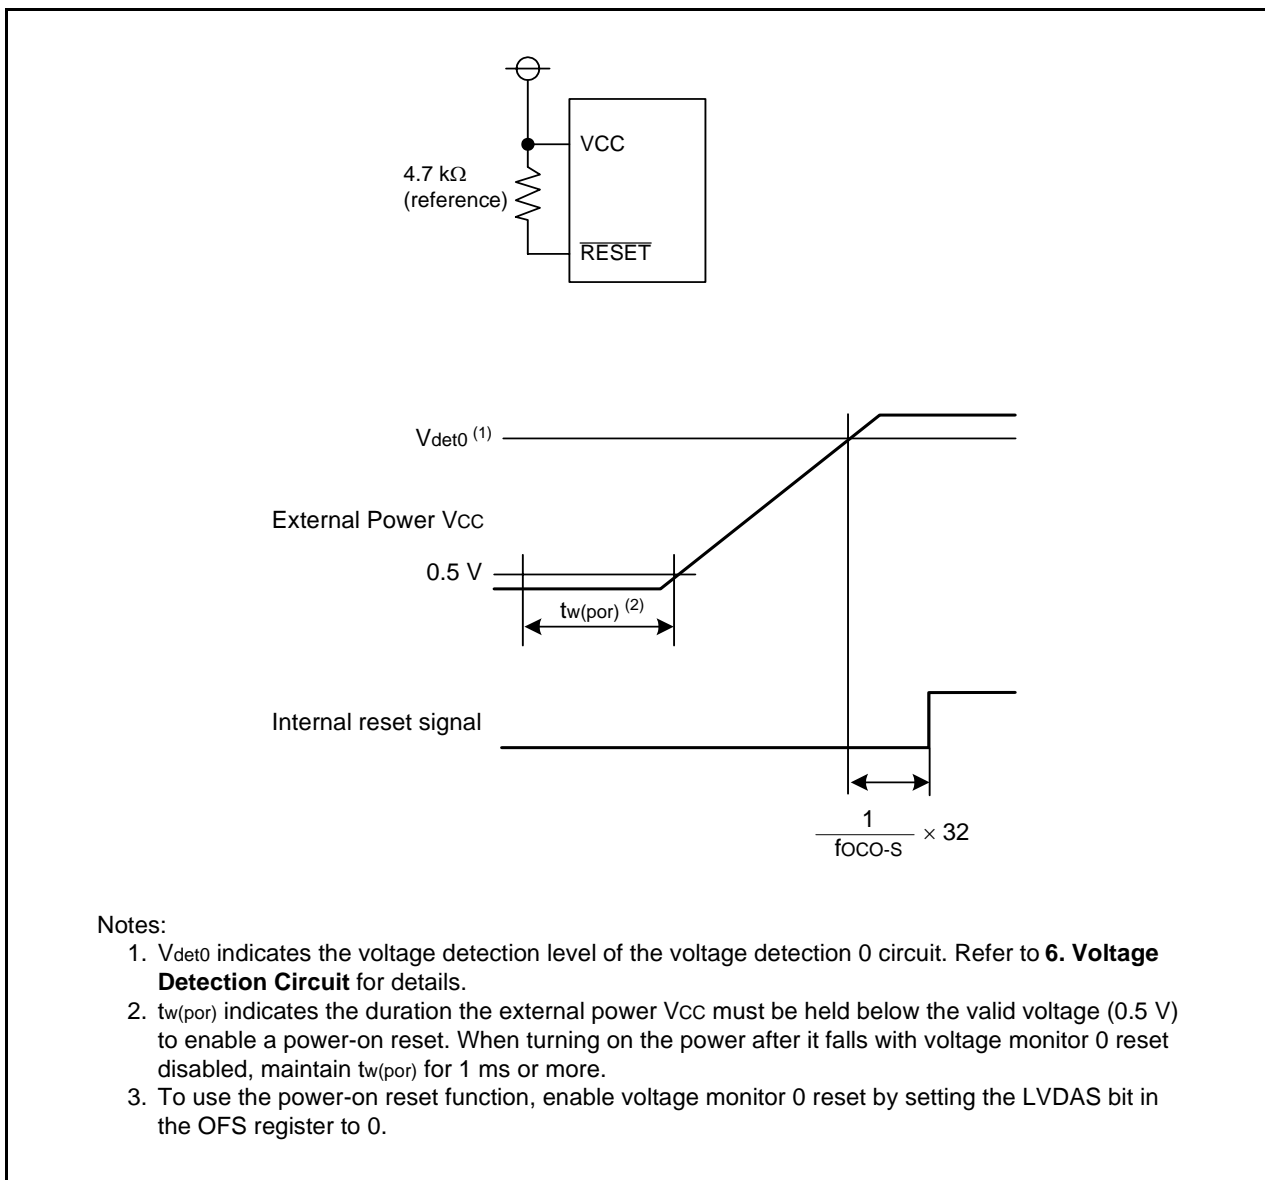 VCC
4.7 kΩ
(reference)
RESET
Vdet0 (1)
External Power VCC
0.5 V
tw(por) (2)
Internal reset signal
1
fOCO-S
× 32
Notes:
1. Vdet0 indicates the voltage detection level of the voltage detection 0 circuit. Refer to 6. Voltage
Detection Circuit for details.
2. tw(por) indicates the duration the external power VCC must be held below the valid voltage (0.5 V)
to enable a power-on reset. When turning on the power after it falls with voltage monitor 0 reset
disabled, maintain tw(por) for 1 ms or more.
3. To use the power-on reset function, enable voltage monitor 0 reset by setting the LVDAS bit in
the OFS register to 0.